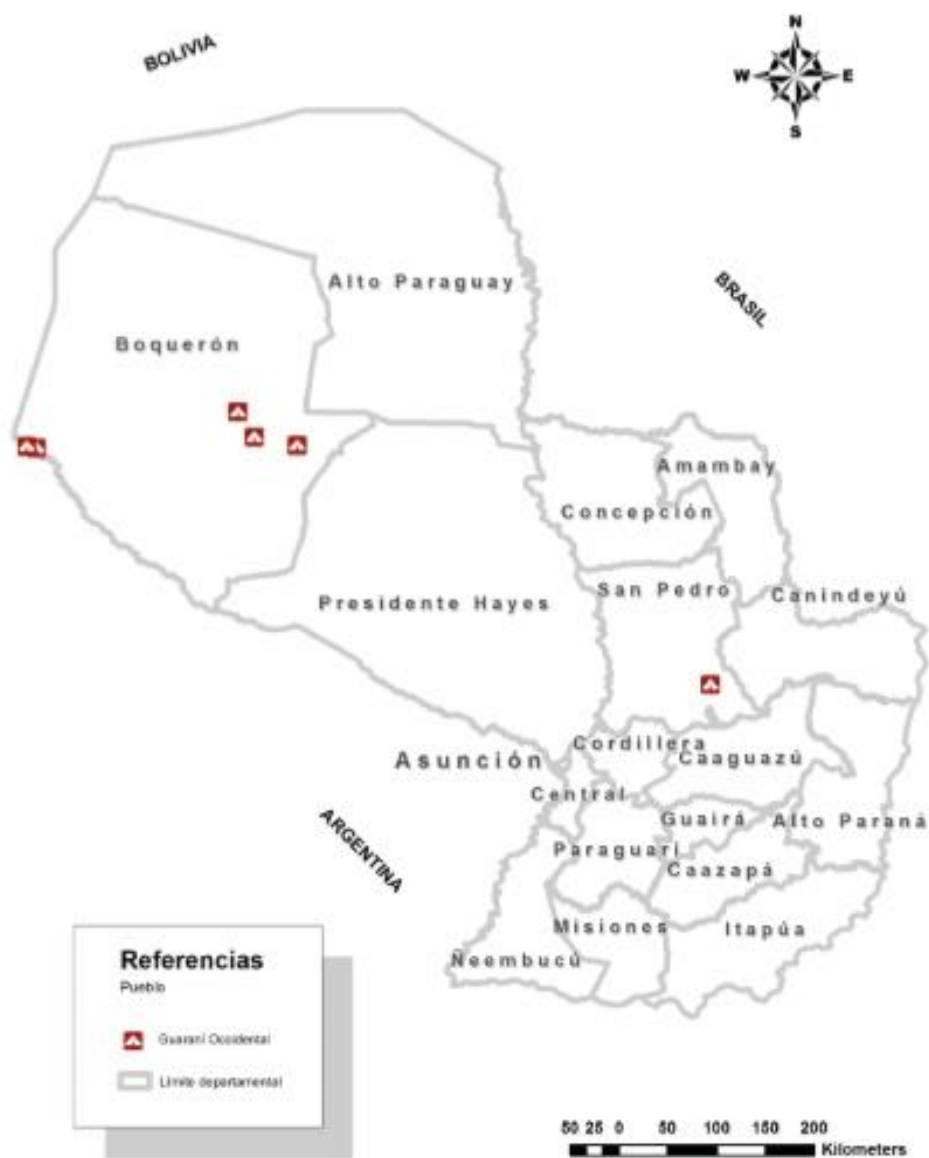 N
BOLIVIA
W E
S
Alto Paraguay
BRASIL
Boquerón
Amambay
Concepción
San Pedro
Canindeyú
Presidente Hayes
Cordillera
Asunción
Caaguazú
Central
Guairá
Alto Paraná
ARGENTINA
Paraguarí
Caazapá
Misiones
Itapúa
Ñeembucú
Referencias
Pueblo
Guaraní Occidental
Límite departamental
50 25 0 50 100 150 200
Kilometers